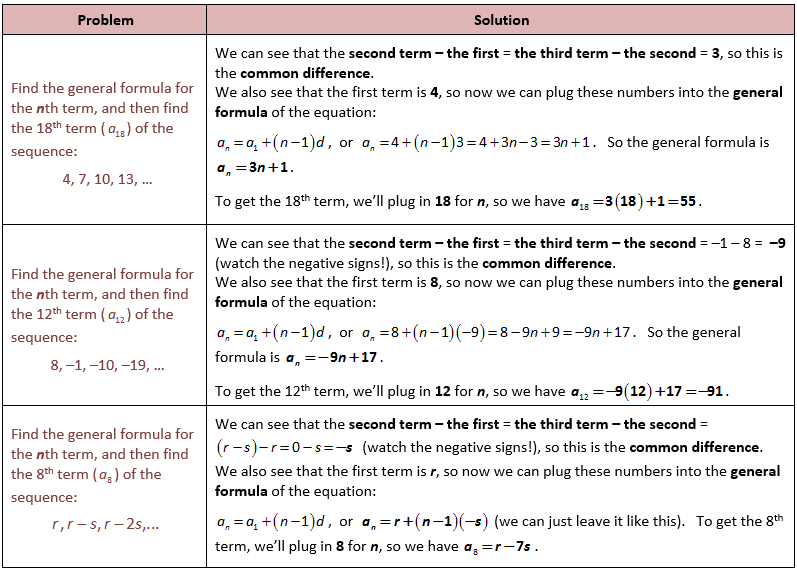 Problem
Solution
Find the general formula for
the nth term, and then find
the 18th term (a₁₈) of the
sequence:
4, 7, 10, 13, …
We can see that the second term – the first = the third term – the second = 3, so this is
the common difference.
We also see that the first term is 4, so now we can plug these numbers into the general
formula of the equation:
aₙ = a₁ + (n−1)d, or aₙ = 4 + (n−1)3 = 4 + 3n − 3 = 3n + 1. So the general formula is
aₙ = 3n + 1.
To get the 18th term, we’ll plug in 18 for n, so we have a₁₈ = 3(18) + 1 = 55.
Find the general formula for
the nth term, and then find
the 12th term (a₁₂) of the
sequence:
8, –1, –10, –19, …
We can see that the second term – the first = the third term – the second = –1 – 8 = –9
(watch the negative signs!), so this is the common difference.
We also see that the first term is 8, so now we can plug these numbers into the general
formula of the equation:
aₙ = a₁ + (n−1)d, or aₙ = 8 + (n−1)(−9) = 8 − 9n + 9 = −9n + 17. So the general
formula is aₙ = −9n + 17.
To get the 12th term, we’ll plug in 12 for n, so we have a₁₂ = −9(12) + 17 = −91.
Find the general formula for
the nth term, and then find
the 8th term (a₈) of the
sequence:
r, r − s, r − 2s,...
We can see that the second term – the first = the third term – the second =
(r − s) − r = 0 − s = −s (watch the negative signs!), so this is the common difference.
We also see that the first term is r, so now we can plug these numbers into the general
formula of the equation:
aₙ = a₁ + (n−1)d, or aₙ = r + (n−1)(−s) (we can just leave it like this). To get the 8th
term, we’ll plug in 8 for n, so we have a₈ = r − 7s.